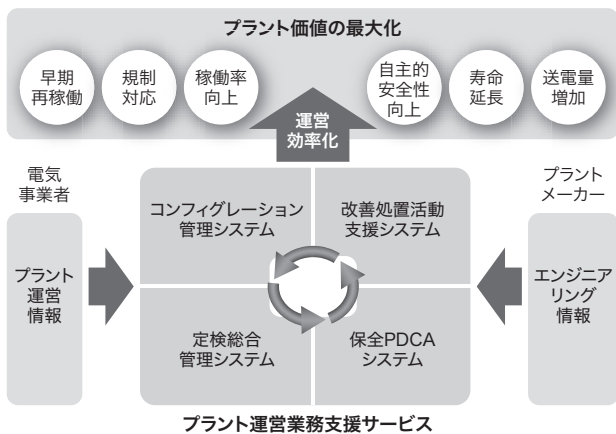 プラント価値の最大化
早期
再稼働
規制
対応
稼働率
向上
自主的
安全性
向上
寿命
延長
送電量
増加
運営
効率化
電気
事業者
プラント
メーカー
コンフィグレーション
管理システム
改善処置活動
支援システム
プラント
運営
情報
エンジニア
リング
情報
定検総合
管理システム
保全PDCA
システム
プラント運営業務支援サービス